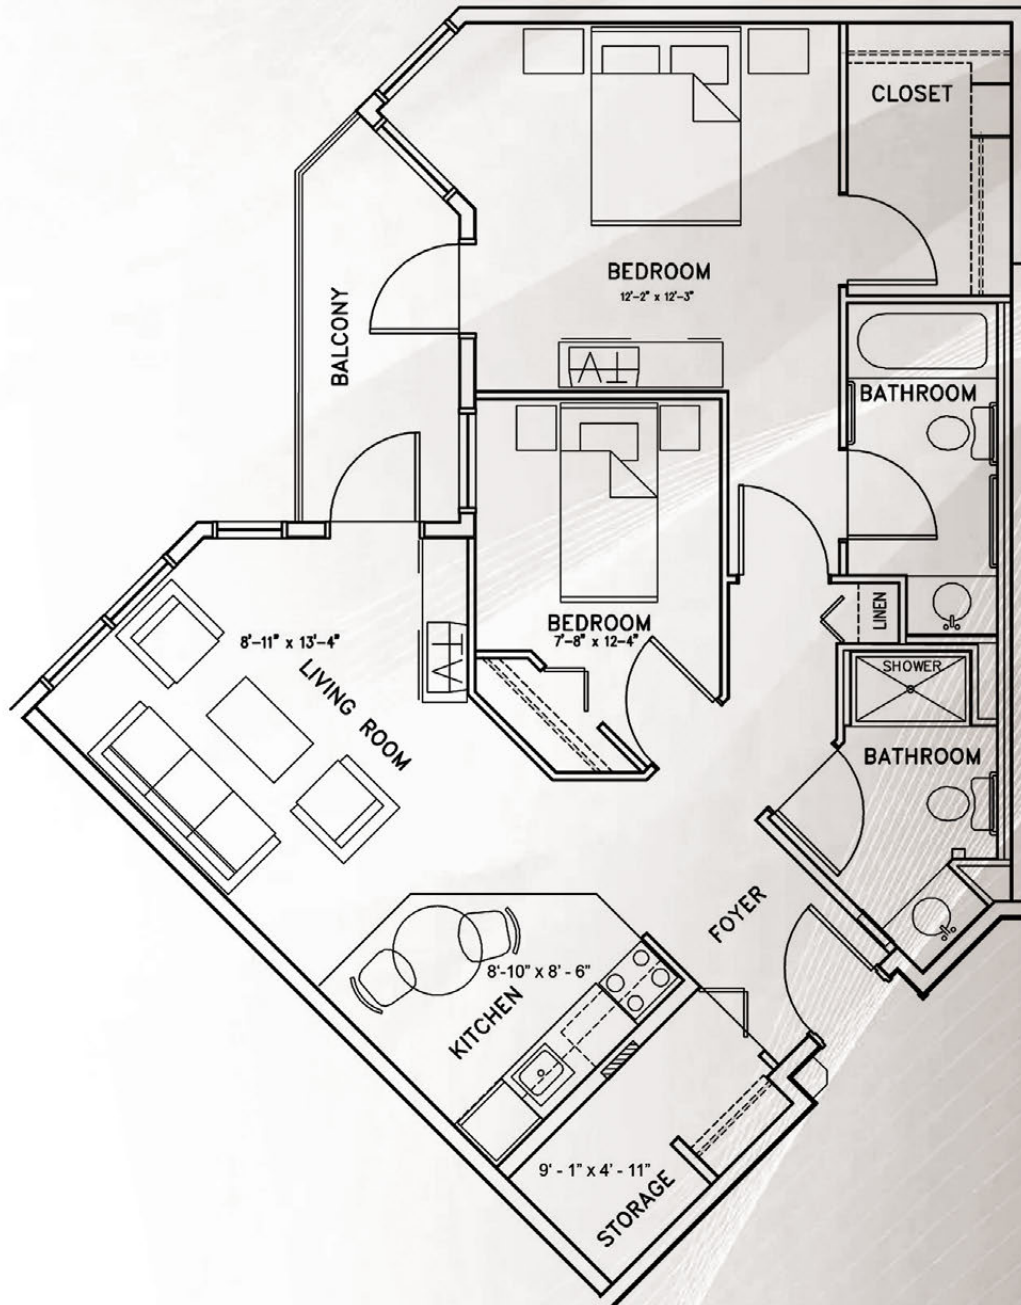 CLOSET
BEDROOM
12'-2" x 12'-3"
BALCONY
TV
BATHROOM
BEDROOM
7'-8" x 12'-4"
LINEN
8'-11" x 13'-4"
LIVING ROOM
TV
SHOWER
BATHROOM
FOYER
8'-10" x 8' - 6"
KITCHEN
9' - 1" x 4' - 11"
STORAGE